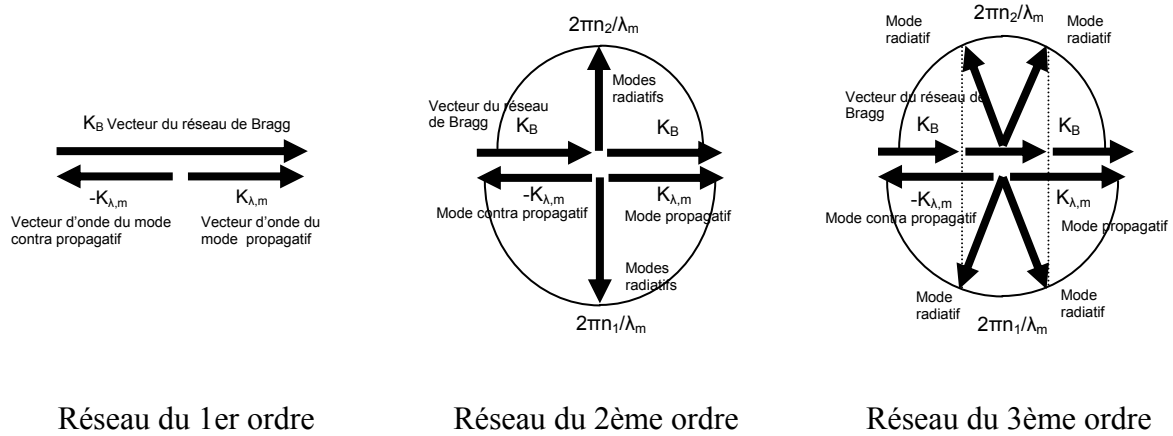 K_B Vecteur du réseau de Bragg
-K_λ,m
K_λ,m
Vecteur d'onde du mode
contra propagatif
Vecteur d'onde du
mode propagatif
Réseau du 1er ordre
2πn₂/λ_m
Modes
radiatifs
Vecteur du réseau
de Bragg
K_B
K_B
-K_λ,m
K_λ,m
Mode contra propagatif
Mode propagatif
Modes
radiatifs
2πn₁/λ_m
Réseau du 2ème ordre
2πn₂/λ_m
Mode
radiatif
Mode
radiatif
Vecteur du réseau de
Bragg
K_B
K_B
-K_λ,m
K_λ,m
Mode contra propagatif
Mode propagatif
Mode
radiatif
Mode
radiatif
2πn₁/λ_m
Réseau du 3ème ordre